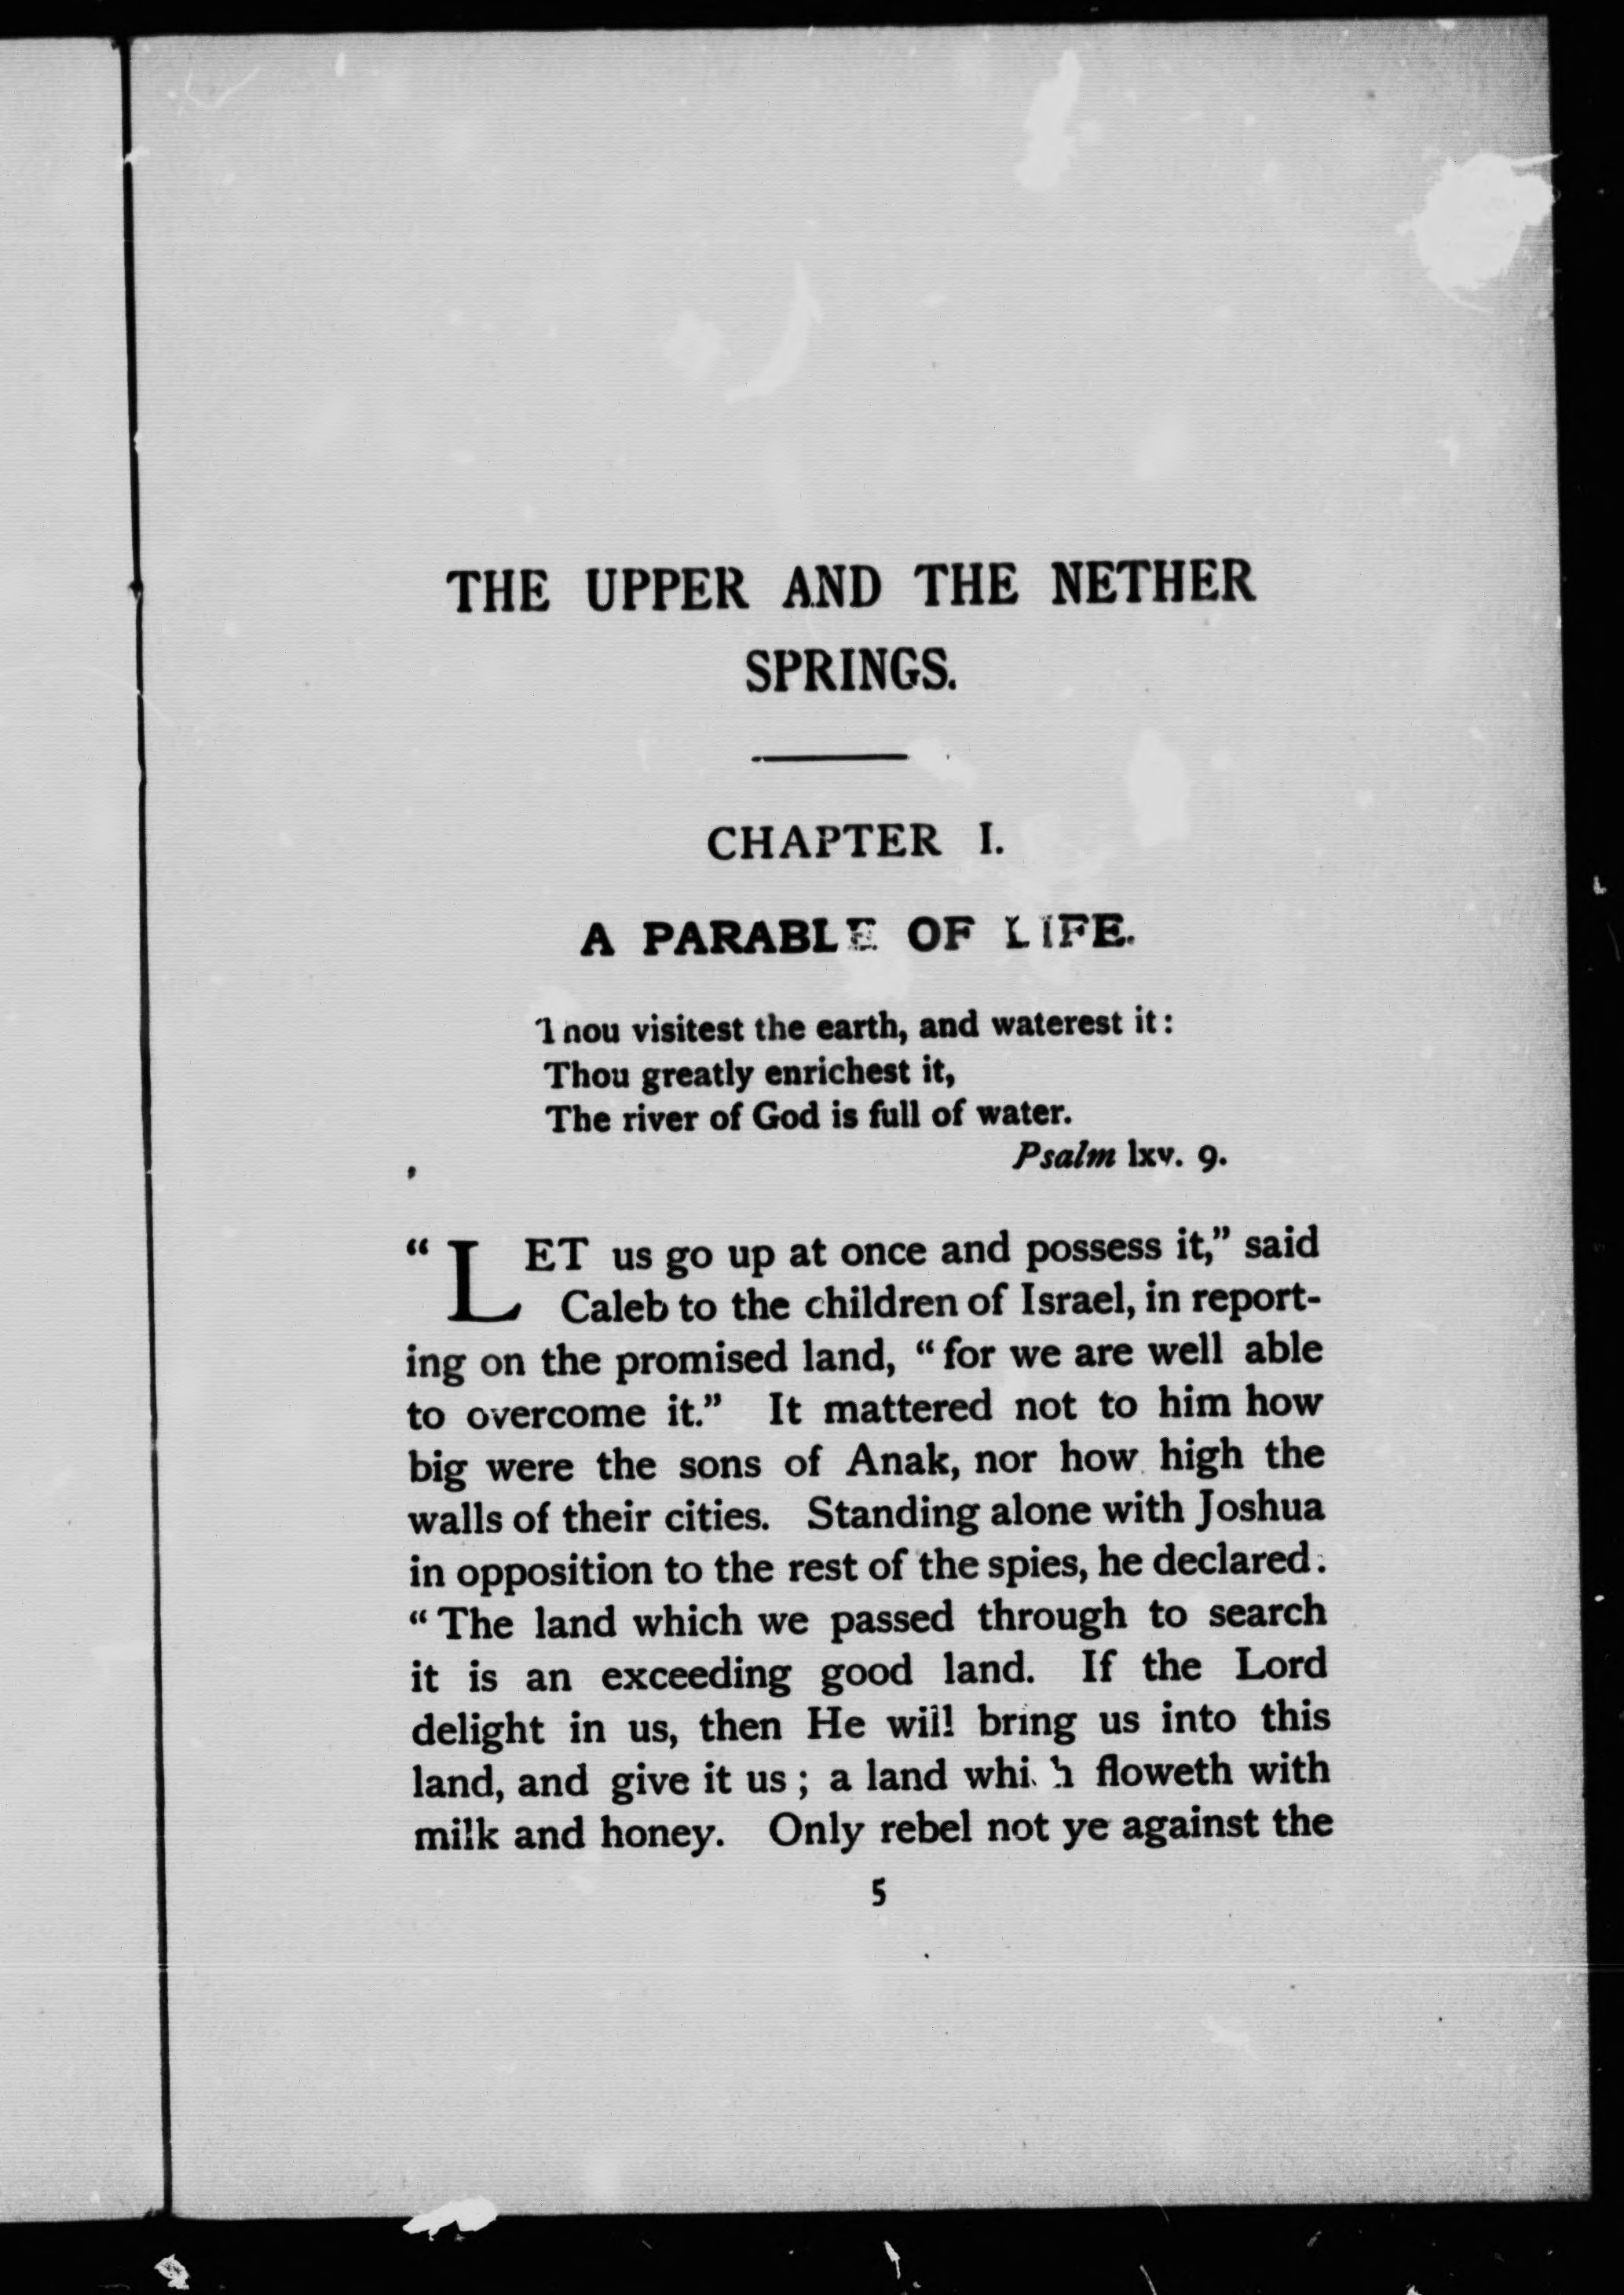 THE UPPER AND THE NETHER
SPRINGS.
CHAPTER I.
A PARABLE OF LIFE.
Thou visitest the earth, and waterest it:
Thou greatly enrichest it,
The river of God is full of water.
Psalm lxv. 9.
"LET us go up at once and possess it," said
Caleb to the children of Israel, in report-
ing on the promised land, "for we are well able
to overcome it." It mattered not to him how
big were the sons of Anak, nor how high the
walls of their cities. Standing alone with Joshua
in opposition to the rest of the spies, he declared:
"The land which we passed through to search
it is an exceeding good land. If the Lord
delight in us, then He will bring us into this
land, and give it us; a land which floweth with
milk and honey. Only rebel not ye against the
5